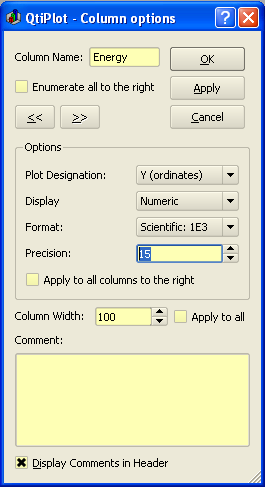 QtiPlot - Column options
Column Name: Energy
OK
Enumerate all to the right
Apply
<< >>
Cancel
Options
Plot Designation: Y (ordinates)
Display Numeric
Format: Scientific: 1E3
Precision: 15
Apply to all columns to the right
Column Width: 100 Apply to all
Comment:
Display Comments in Header